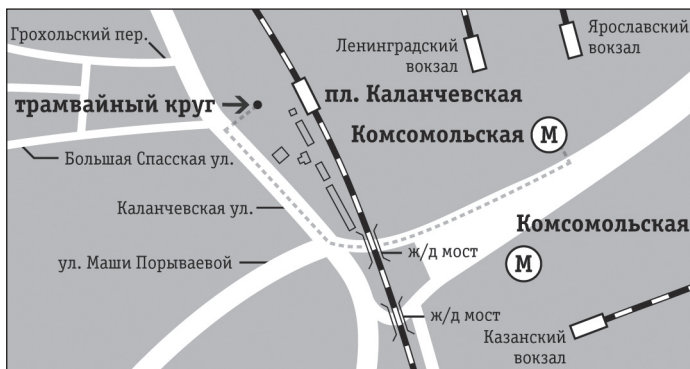 Грохольский пер.
Ленинградский
вокзал
Ярославский
вокзал
пл. Каланчевская
трамвайный круг
Комсомольская М
Большая Спасская ул.
Каланчевская ул.
Комсомольская
М
ул. Маши Порываевой
ж/д мост
ж/д мост
Казанский
вокзал